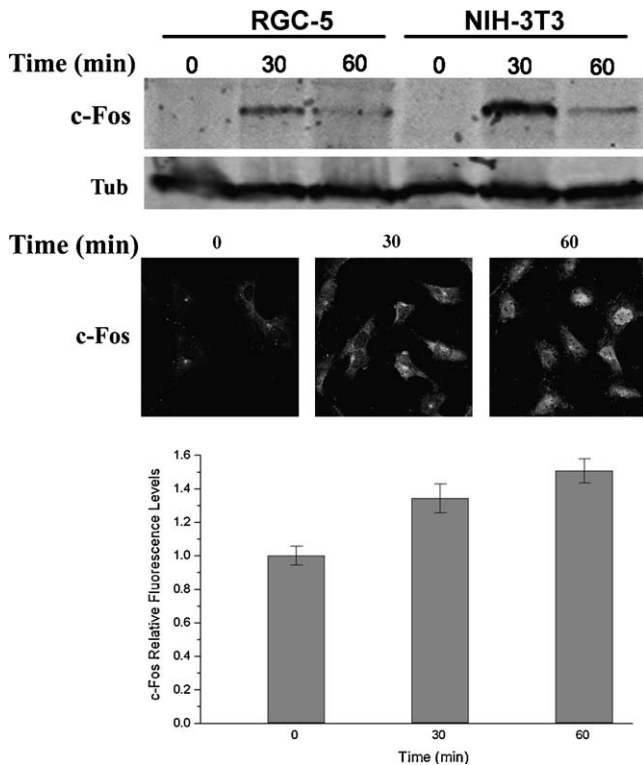 RGC-5 NIH-3T3
Time (min) 0 30 60 0 30 60
c-Fos
Tub
Time (min) 0 30 60
c-Fos
1.6
1.4
1.2
1.0
0.8
0.6
0.4
0.2
0.0
c-Fos Relative Fluorescence Levels
0 30 60
Time (min)